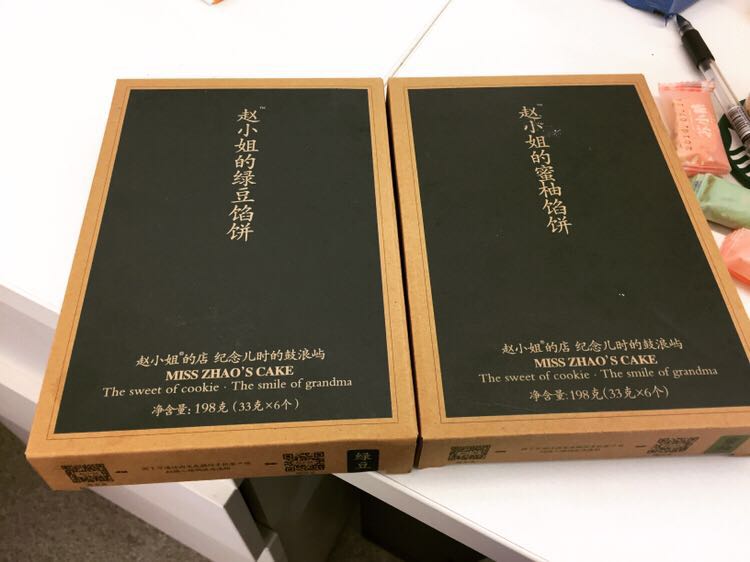 赵小姐的绿豆馅饼™
赵小姐®的店 纪念儿时的鼓浪屿
MISS ZHAO'S CAKE
The sweet of cookie · The smile of grandma
净含量: 198克(33克×6个)
绿豆
赵小姐的蜜柚馅饼™
赵小姐®的店 纪念儿时的鼓浪屿
MISS ZHAO'S CAKE
The sweet of cookie · The smile of grandma
净含量: 198克(33克×6个)